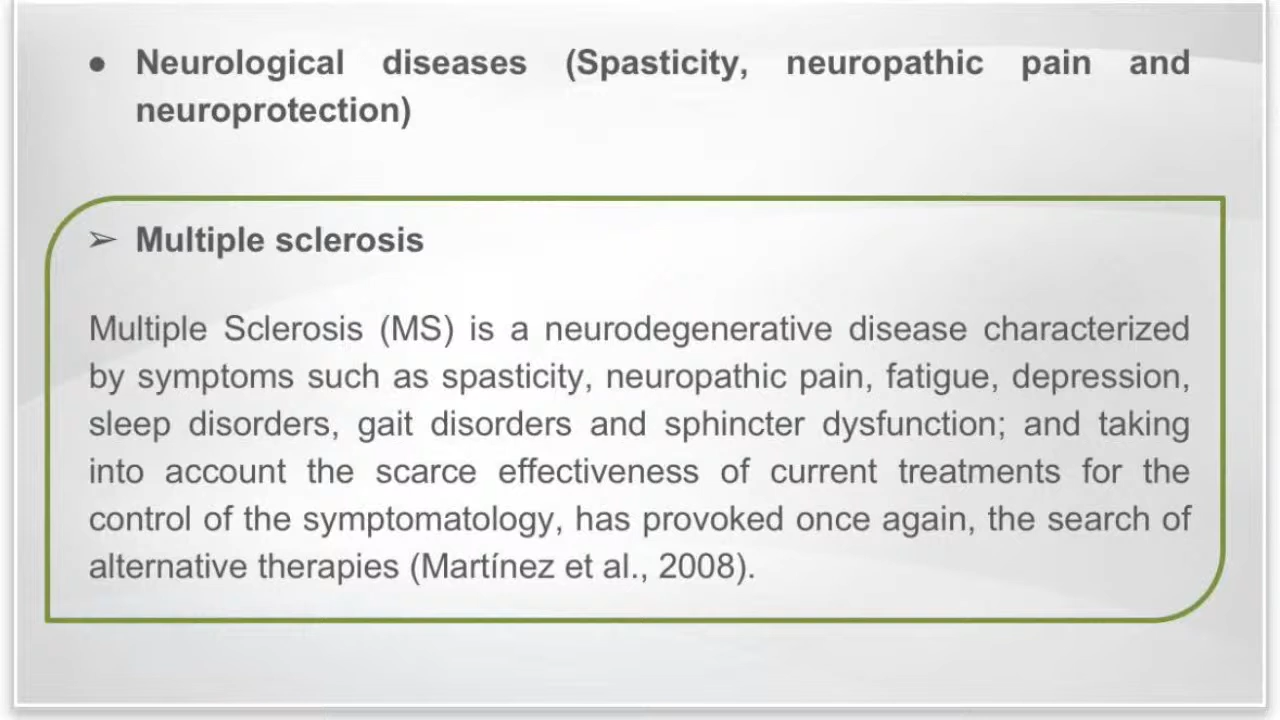 ● Neurological diseases (Spasticity, neuropathic pain and
neuroprotection)
➢ Multiple sclerosis
Multiple Sclerosis (MS) is a neurodegenerative disease characterized
by symptoms such as spasticity, neuropathic pain, fatigue, depression,
sleep disorders, gait disorders and sphincter dysfunction; and taking
into account the scarce effectiveness of current treatments for the
control of the symptomatology, has provoked once again, the search of
alternative therapies (Martínez et al., 2008).